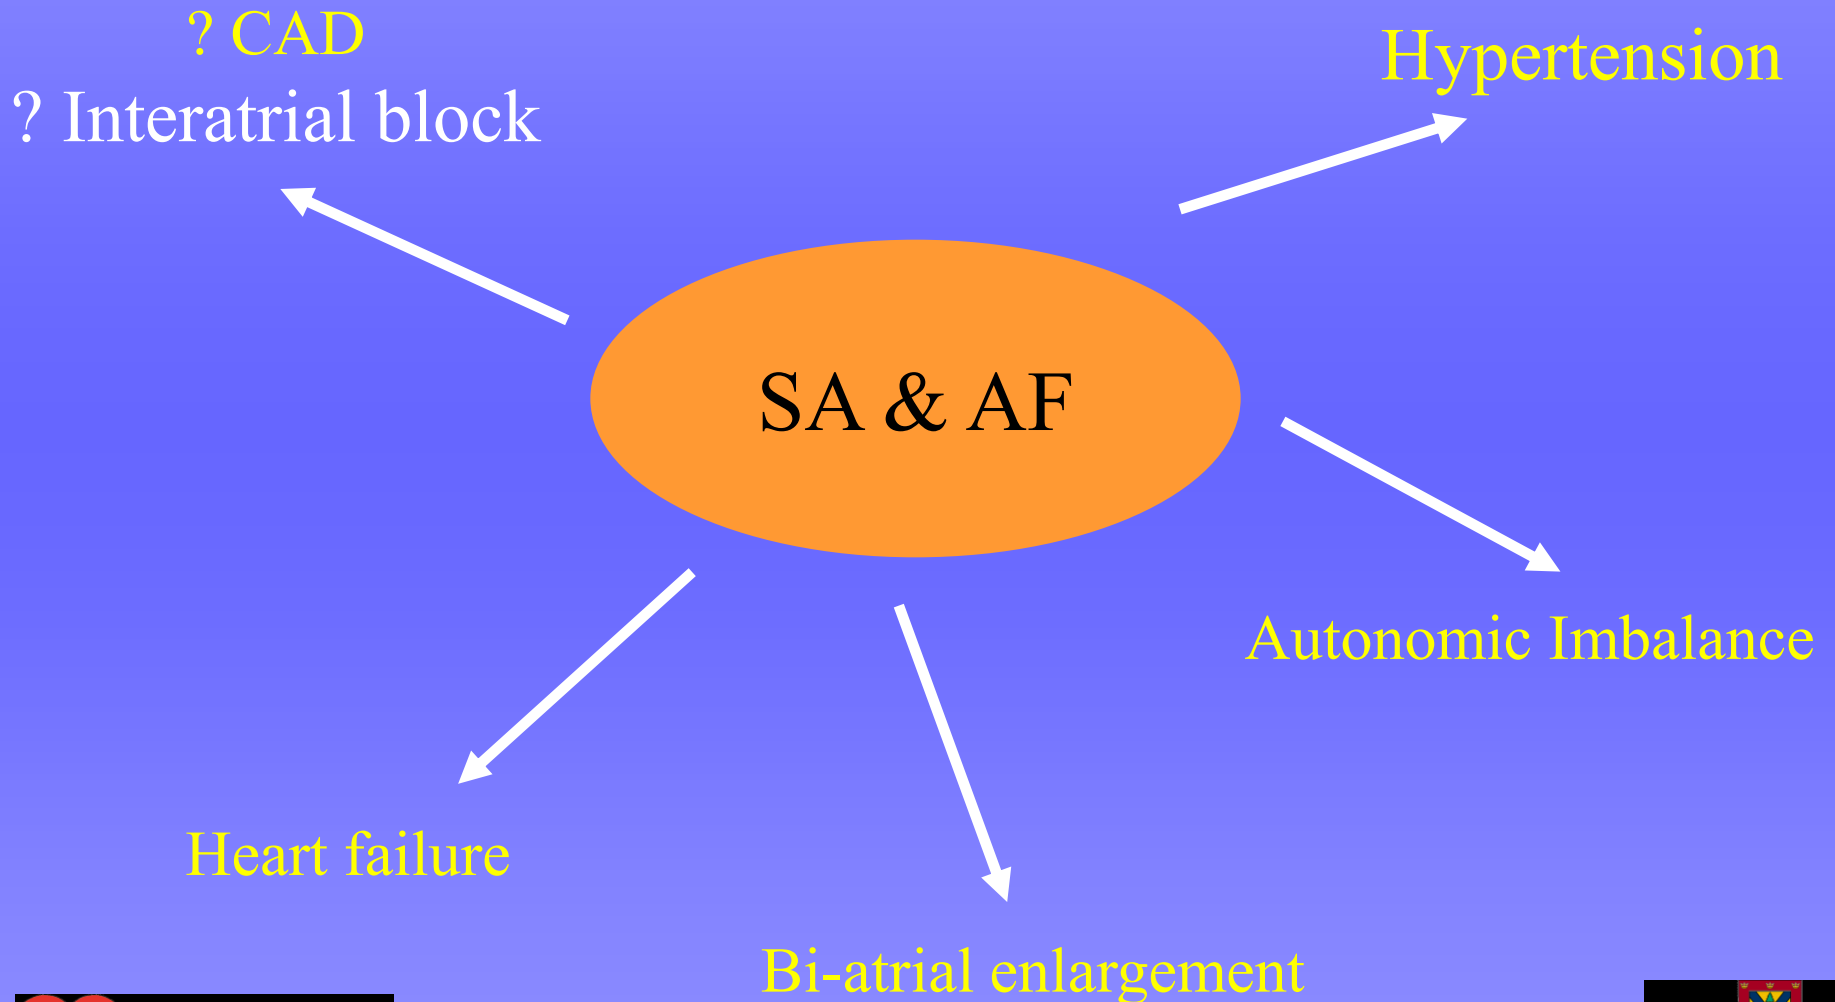 ? CAD
? Interatrial block
Hypertension
SA & AF
Autonomic Imbalance
Heart failure
Bi-atrial enlargement